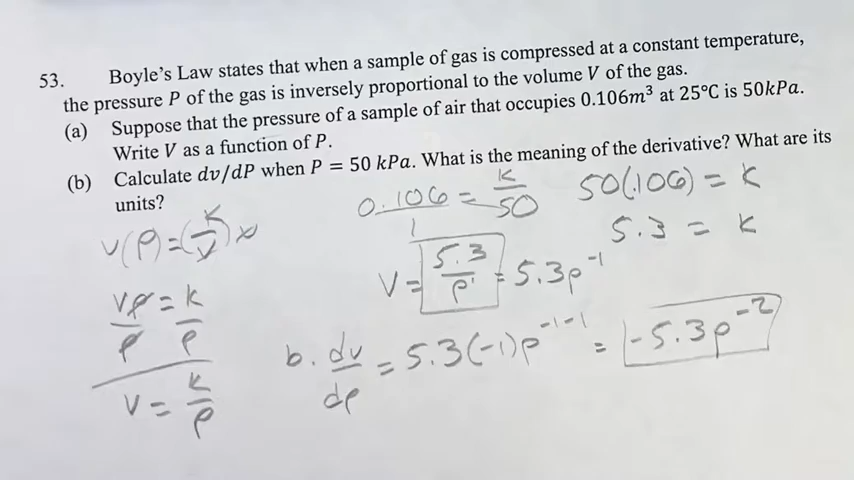 53. Boyle's Law states that when a sample of gas is compressed at a constant temperature,
the pressure P of the gas is inversely proportional to the volume V of the gas.
(a) Suppose that the pressure of a sample of air that occupies 0.106m³ at 25°C is 50kPa.
Write V as a function of P.
(b) Calculate dv/dP when P = 50 kPa. What is the meaning of the derivative? What are its
units?
V(P) = (K/V)
VP/P = K/P
V = K/P
0.106/1 = K/50
50(.106) = K
5.3 = K
V = 5.3/P¹ = 5.3P⁻¹
b. dv/dP = 5.3(-1)P⁻¹⁻¹ = -5.3P⁻²